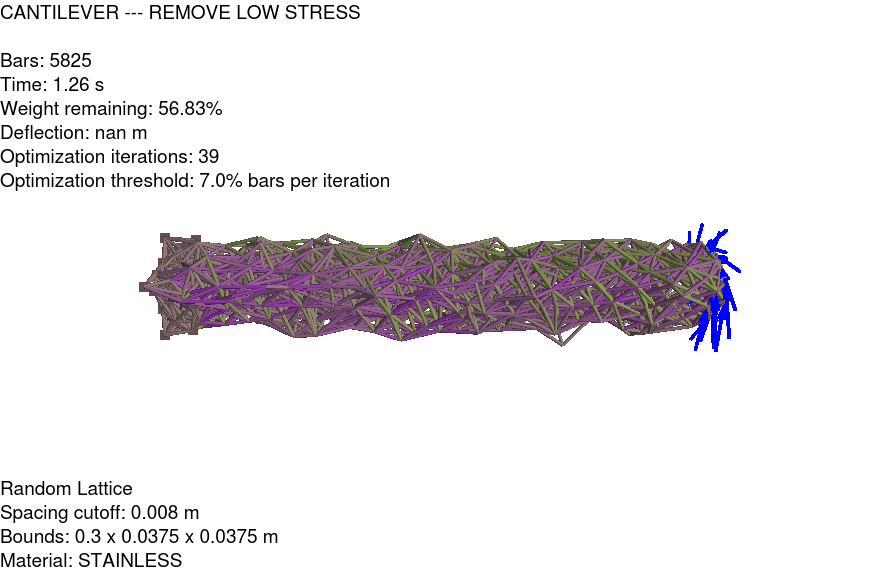 CANTILEVER --- REMOVE LOW STRESS
Bars: 5825
Time: 1.26 s
Weight remaining: 56.83%
Deflection: nan m
Optimization iterations: 39
Optimization threshold: 7.0% bars per iteration
Random Lattice
Spacing cutoff: 0.008 m
Bounds: 0.3 x 0.0375 x 0.0375 m
Material: STAINLESS